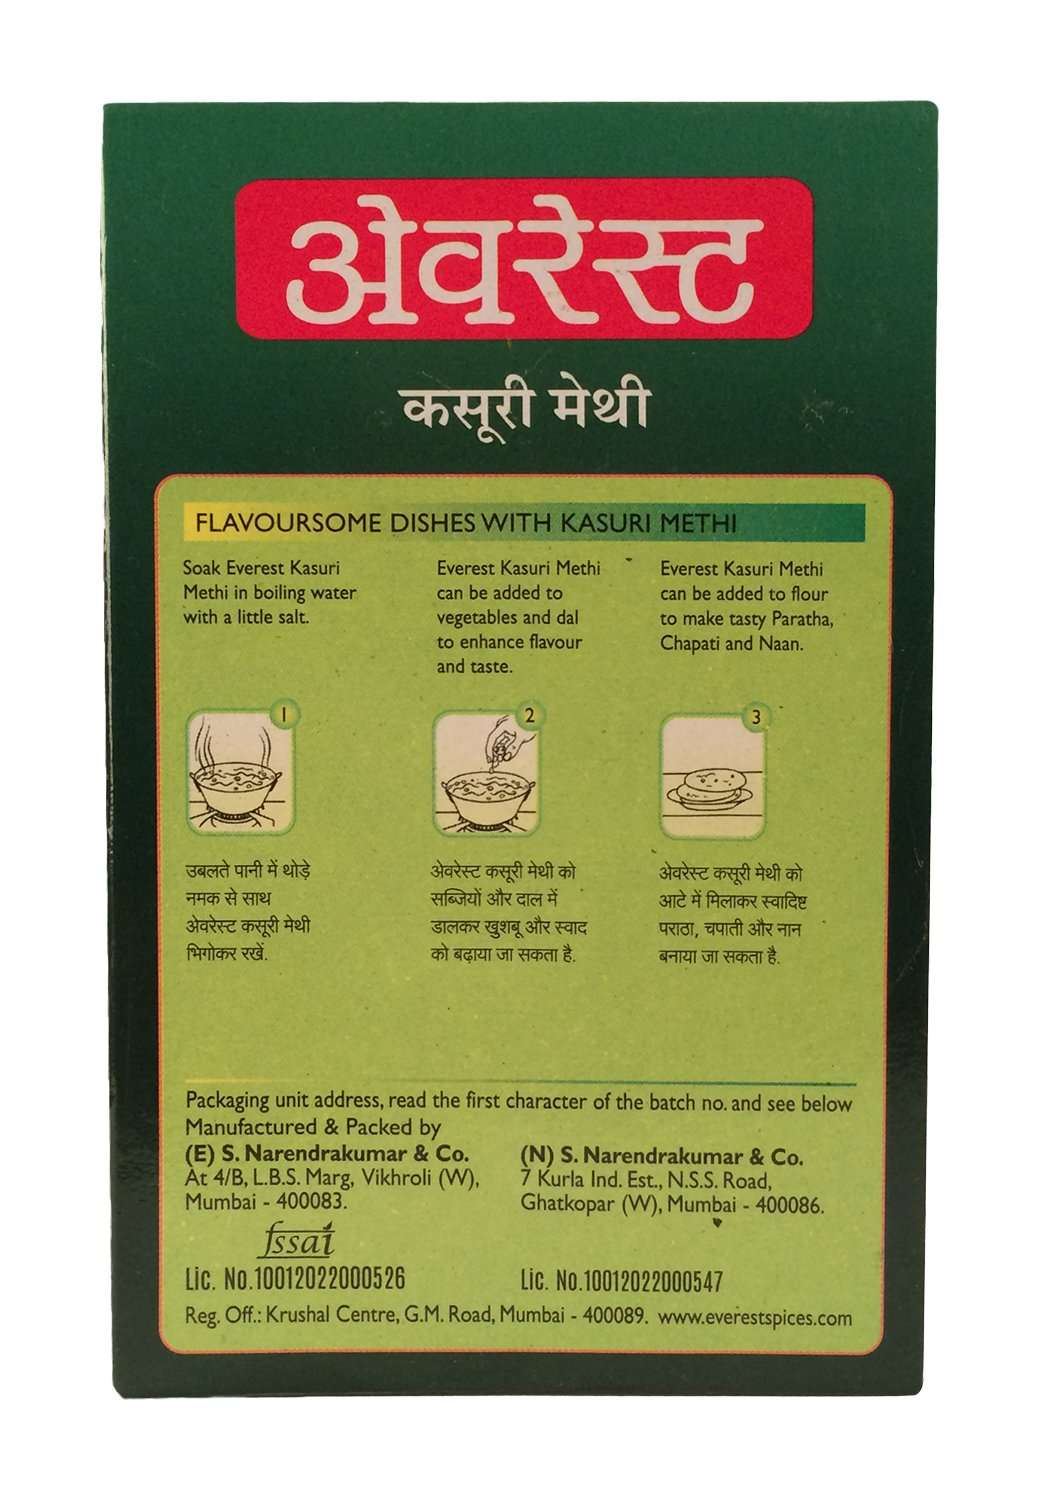 अेवरेस्ट
कसूरी मेथी
FLAVOURSOME DISHES WITH KASURI METHI
Soak Everest Kasuri
Methi in boiling water
with a little salt.
Everest Kasuri Methi
can be added to
vegetables and dal
to enhance flavour
and taste.
Everest Kasuri Methi
can be added to flour
to make tasty Paratha,
Chapati and Naan.
1
2
3
उबलते पानी में थोड़े
नमक से साथ
अेवरेस्ट कसूरी मेथी
भिगोकर रखें.
अेवरेस्ट कसूरी मेथी को
सब्जियों और दाल में
डालकर खुशबू और स्वाद
को बढ़ाया जा सकता है.
अेवरेस्ट कसूरी मेथी को
आटे में मिलाकर स्वादिष्ट
पराठा, चपाती और नान
बनाया जा सकता है.
Packaging unit address, read the first character of the batch no. and see below
Manufactured & Packed by
(E) S. Narendrakumar & Co.
At 4/B, L.B.S. Marg, Vikhroli (W),
Mumbai - 400083.
fssai
Lic. No.10012022000526
(N) S. Narendrakumar & Co.
7 Kurla Ind. Est., N.S.S. Road,
Ghatkopar (W), Mumbai - 400086.
Lic. No.10012022000547
Reg. Off.: Krushal Centre, G.M. Road, Mumbai - 400089. www.everestspices.com